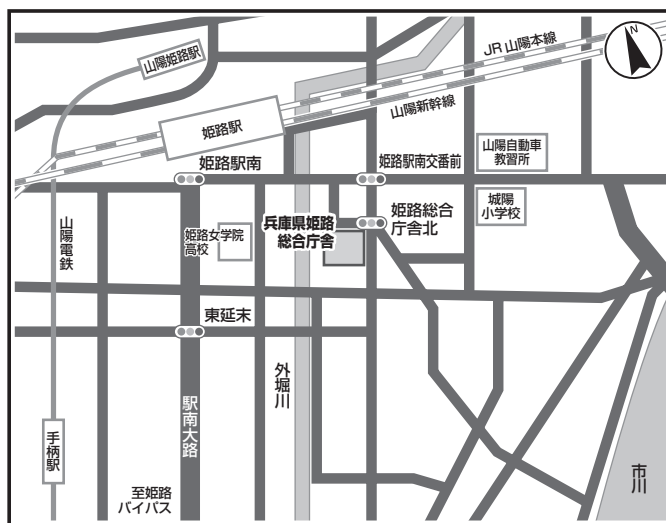 N
JR 山陽本線
山陽姫路駅
山陽新幹線
姫路駅
山陽自動車
教習所
姫路駅南
姫路駅南交番前
城陽
小学校
兵庫県姫路
総合庁舎
姫路総合
庁舎北
山陽電鉄
姫路女学院
高校
東延末
外堀川
駅南大路
手柄駅
市川
至姫路
バイパス